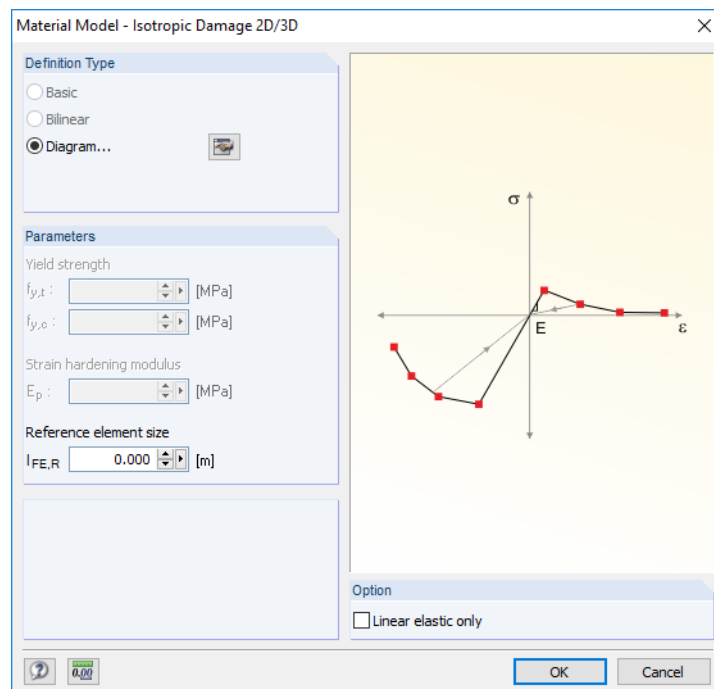 Material Model - Isotropic Damage 2D/3D
Definition Type
Basic
Bilinear
Diagram...
Parameters
Yield strength
fy,t : [MPa]
fy,c : [MPa]
Strain hardening modulus
Ep : [MPa]
Reference element size
lFE,R 0.000 [m]
σ
E
ε
Option
Linear elastic only
0.00
OK Cancel